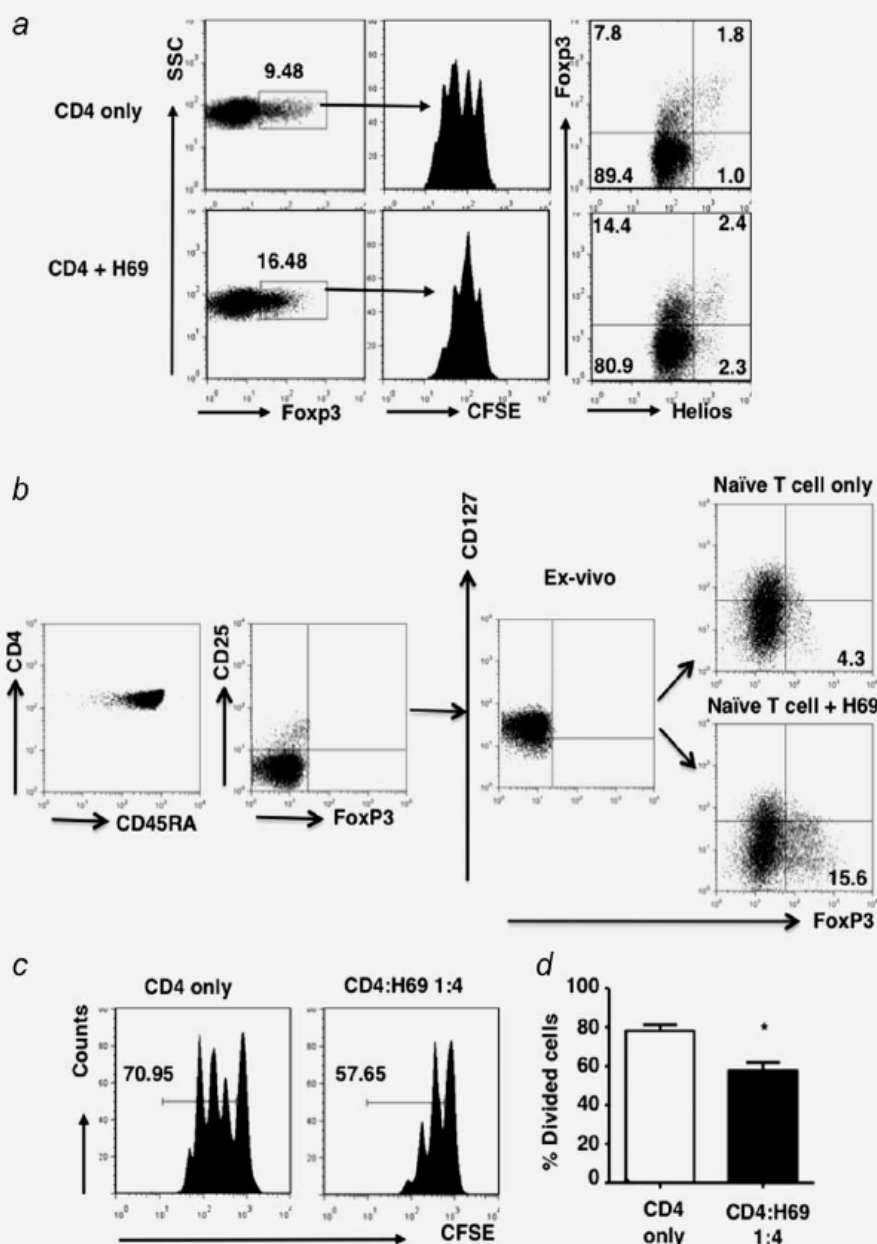 a
SSC
9.48
CD4 only
Foxp3
7.8
1.8
89.4
1.0
CD4 + H69
16.48
14.4
2.4
80.9
2.3
Foxp3
CFSE
Helios
b
Naïve T cell only
CD127
Ex-vivo
CD4
CD25
4.3
Naïve T cell + H69
CD45RA
FoxP3
15.6
FoxP3
c
d
CD4 only
CD4:H69 1:4
Counts
70.95
57.65
CFSE
% Divided cells
100
80
60
40
20
0
*
CD4
only
CD4:H69
1:4